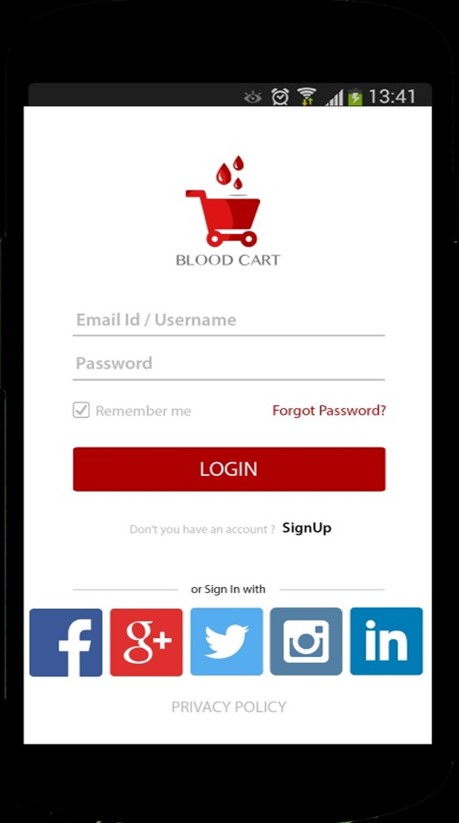 13:41
BLOOD CART
Email Id / Username
Password
Remember me Forgot Password?
LOGIN
Don't you have an account ? SignUp
or Sign In with
f g+ in
PRIVACY POLICY